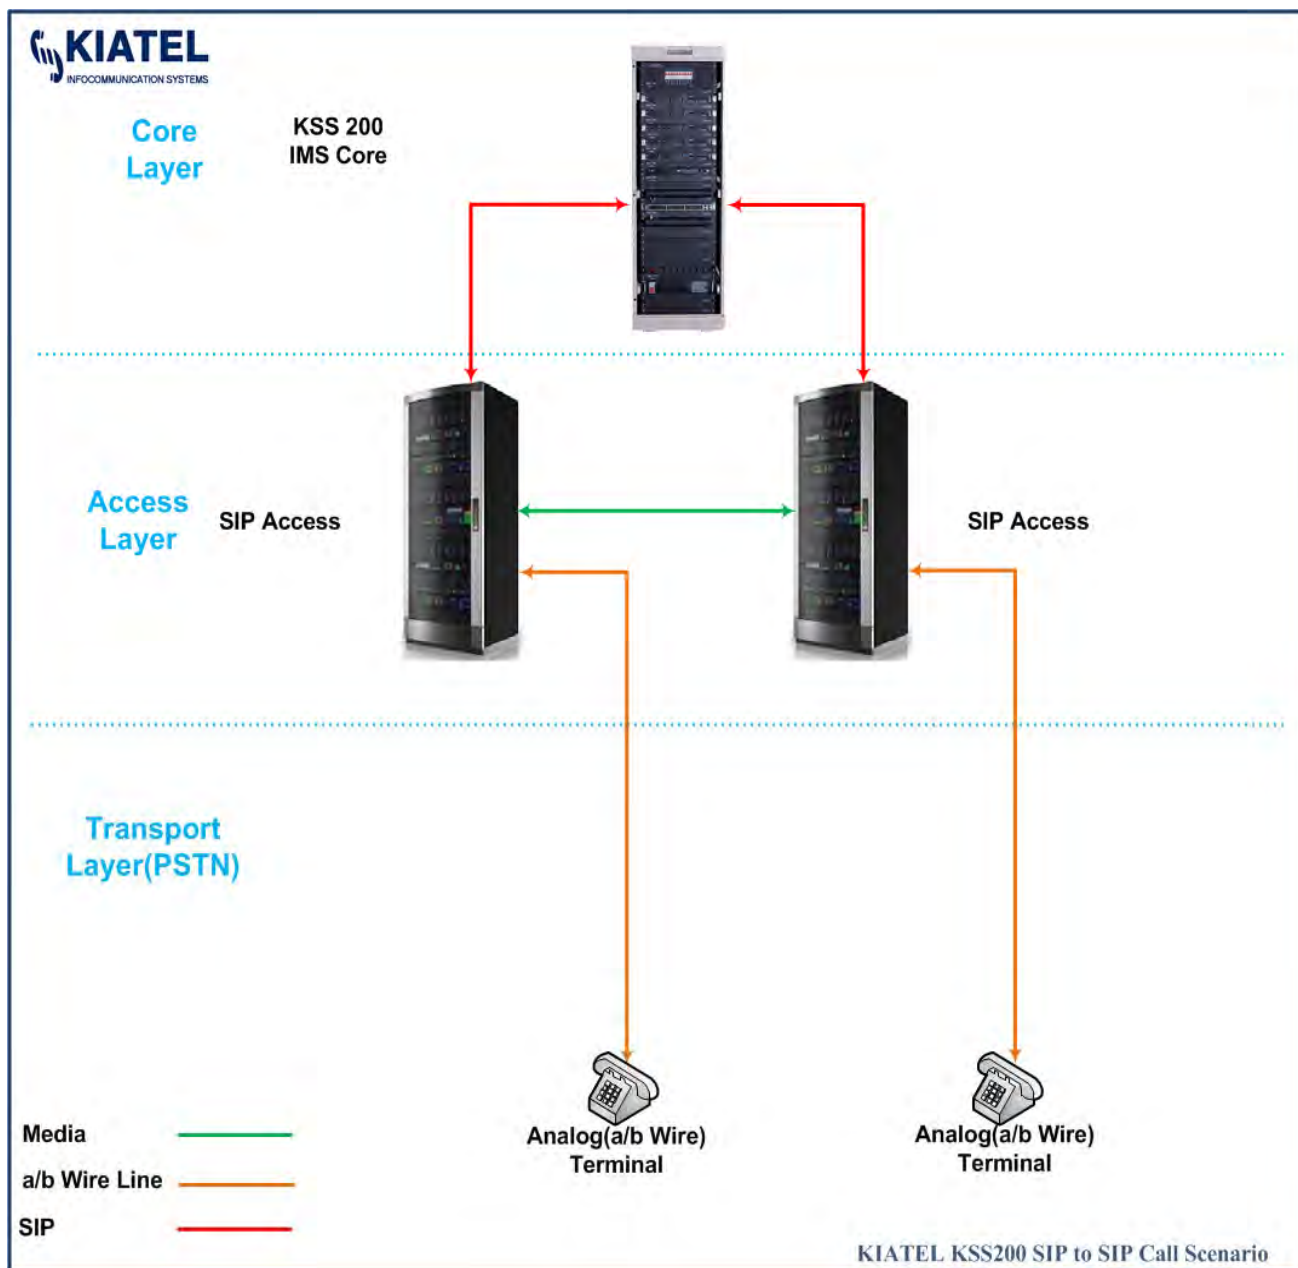 KIATEL
INFOCOMMUNICATION SYSTEMS
Core
Layer
KSS 200
IMS Core
Access
Layer
SIP Access
SIP Access
Transport
Layer(PSTN)
Analog(a/b Wire)
Terminal
Analog(a/b Wire)
Terminal
Media
a/b Wire Line
SIP
KIATEL KSS200 SIP to SIP Call Scenario